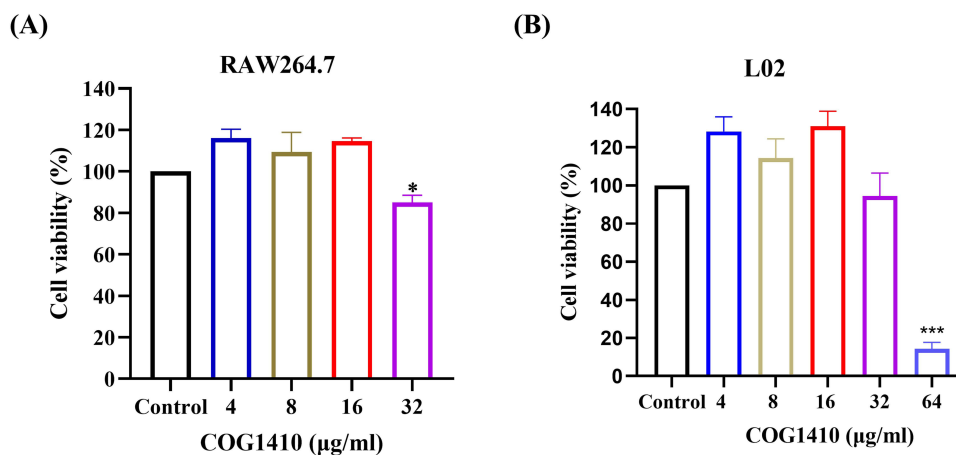 (A)
RAW264.7
Cell viability (%)
140
120
100
80
60
40
20
0
*
Control 4 8 16 32
COG1410 (μg/ml)
(B)
L02
Cell viability (%)
140
120
100
80
60
40
20
0
***
Control 4 8 16 32 64
COG1410 (μg/ml)